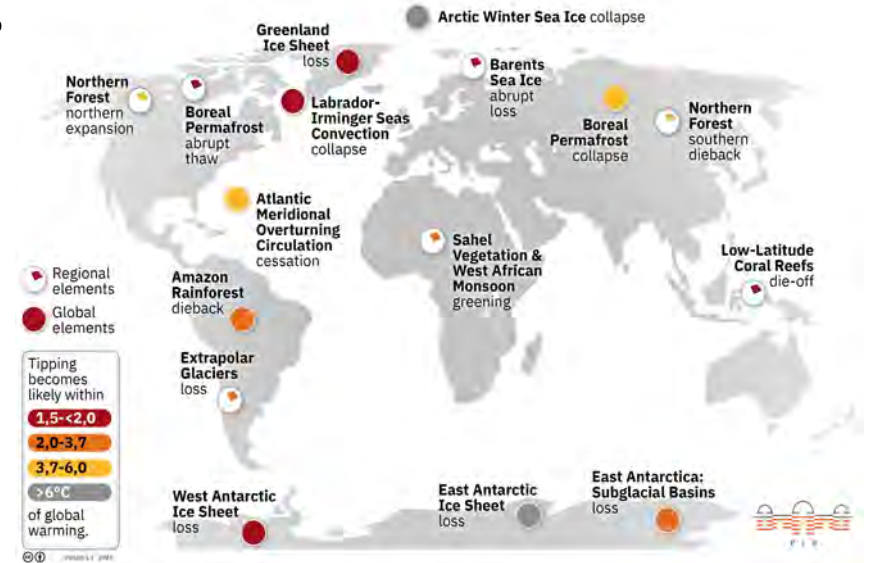 Arctic Winter Sea Ice collapse
Greenland
Ice Sheet
loss
Barents
Sea Ice
abrupt
loss
Northern
Forest
northern
expansion
Boreal
Permafrost
abrupt
thaw
Labrador-
Irminger Seas
Convection
collapse
Boreal
Permafrost
collapse
Northern
Forest
southern
dieback
Atlantic
Meridional
Overturning
Circulation
cessation
Sahel
Vegetation &
West African
Monsoon
greening
Low-Latitude
Coral Reefs
die-off
Regional
elements
Global
elements
Amazon
Rainforest
dieback
Extrapolar
Glaciers
loss
Tipping
becomes
likely within
1,5-<2,0
2,0-3,7
3,7-6,0
>6°C
of global
warming.
West Antarctic
Ice Sheet
loss
East Antarctic
Ice Sheet
loss
East Antarctica:
Subglacial Basins
loss
P I K